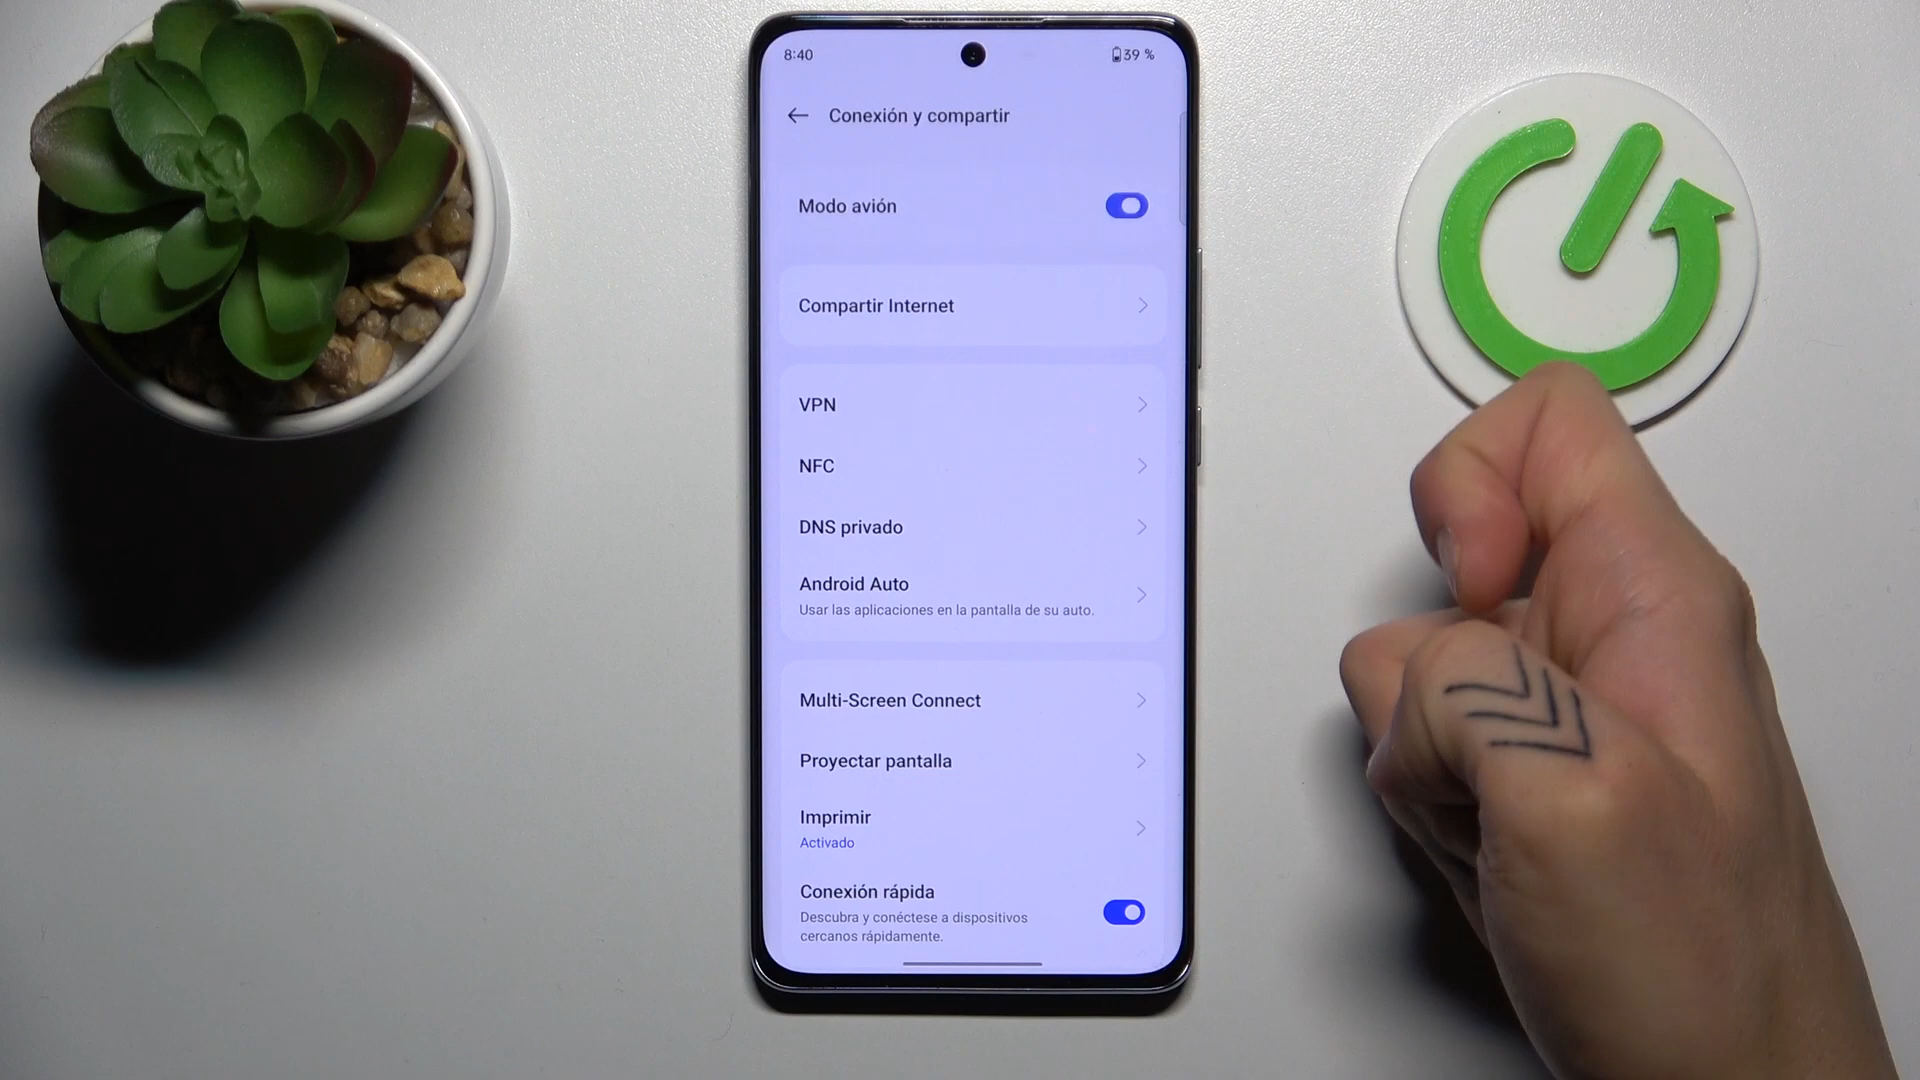 8:40
39 %
Conexión y compartir
Modo avión
Compartir Internet
VPN
NFC
DNS privado
Android Auto
Usar las aplicaciones en la pantalla de su auto.
Multi-Screen Connect
Proyectar pantalla
Imprimir
Activado
Conexión rápida
Descubra y conéctese a dispositivos
cercanos rápidamente.